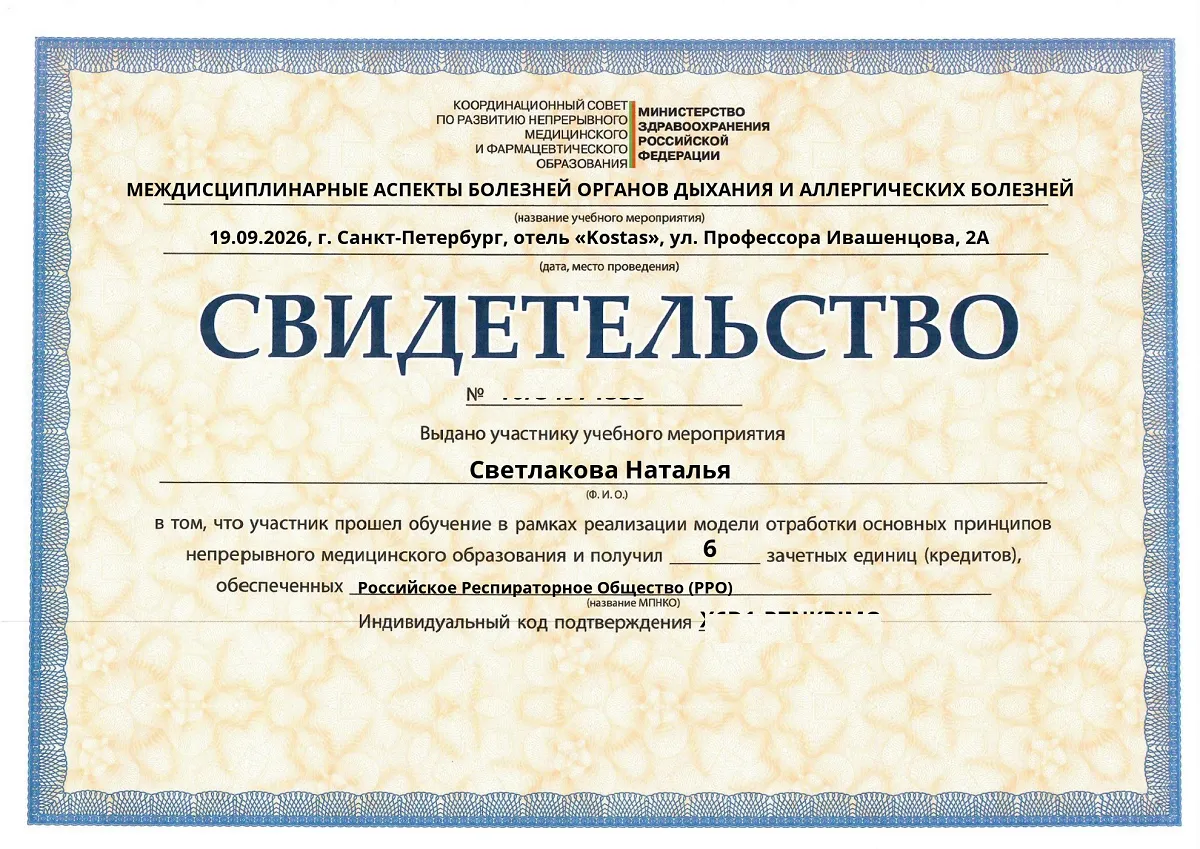 КООРДИНАЦИОННЫЙ СОВЕТ
ПО РАЗВИТИЮ НЕПРЕРЫВНОГО
МЕДИЦИНСКОГО
И ФАРМАЦЕВТИЧЕСКОГО
ОБРАЗОВАНИЯ
МИНИСТЕРСТВО
ЗДРАВООХРАНЕНИЯ
РОССИЙСКОЙ
ФЕДЕРАЦИИ
МЕЖДИСЦИПЛИНАРНЫЕ АСПЕКТЫ БОЛЕЗНЕЙ ОРГАНОВ ДЫХАНИЯ И АЛЛЕРГИЧЕСКИХ БОЛЕЗНЕЙ
(название учебного мероприятия)
19.09.2026, г. Санкт-Петербург, отель «Kostas», ул. Профессора Ивашенцова, 2А
(дата, место проведения)
СВИДЕТЕЛЬСТВО
№
Выдано участнику учебного мероприятия
Светлакова Наталья
(Ф. И. О.)
в том, что участник прошел обучение в рамках реализации модели отработки основных принципов
непрерывного медицинского образования и получил 6 зачетных единиц (кредитов),
обеспеченных Российское Респираторное Общество (РРО)
(название МПНКО)
Индивидуальный код подтверждения